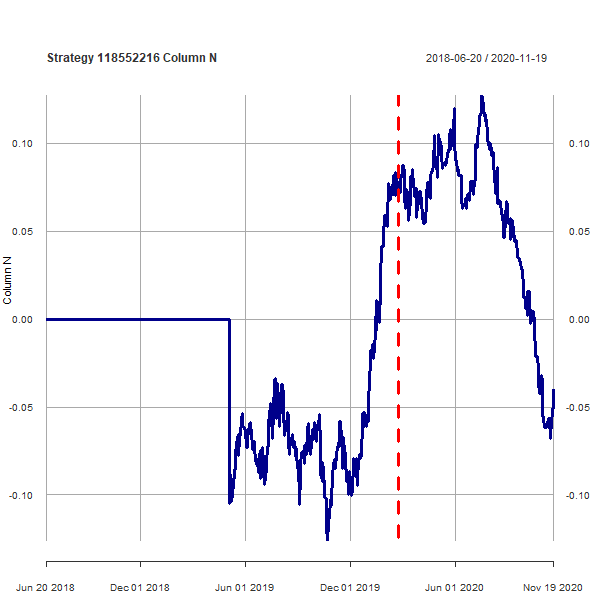 Strategy 118552216 Column N
2018-06-20 / 2020-11-19
0.10
0.10
0.05
0.05
Column N
0.00
0.00
-0.05
-0.05
-0.10
-0.10
Jun 20 2018
Dec 01 2018
Jun 01 2019
Dec 01 2019
Jun 01 2020
Nov 19 2020